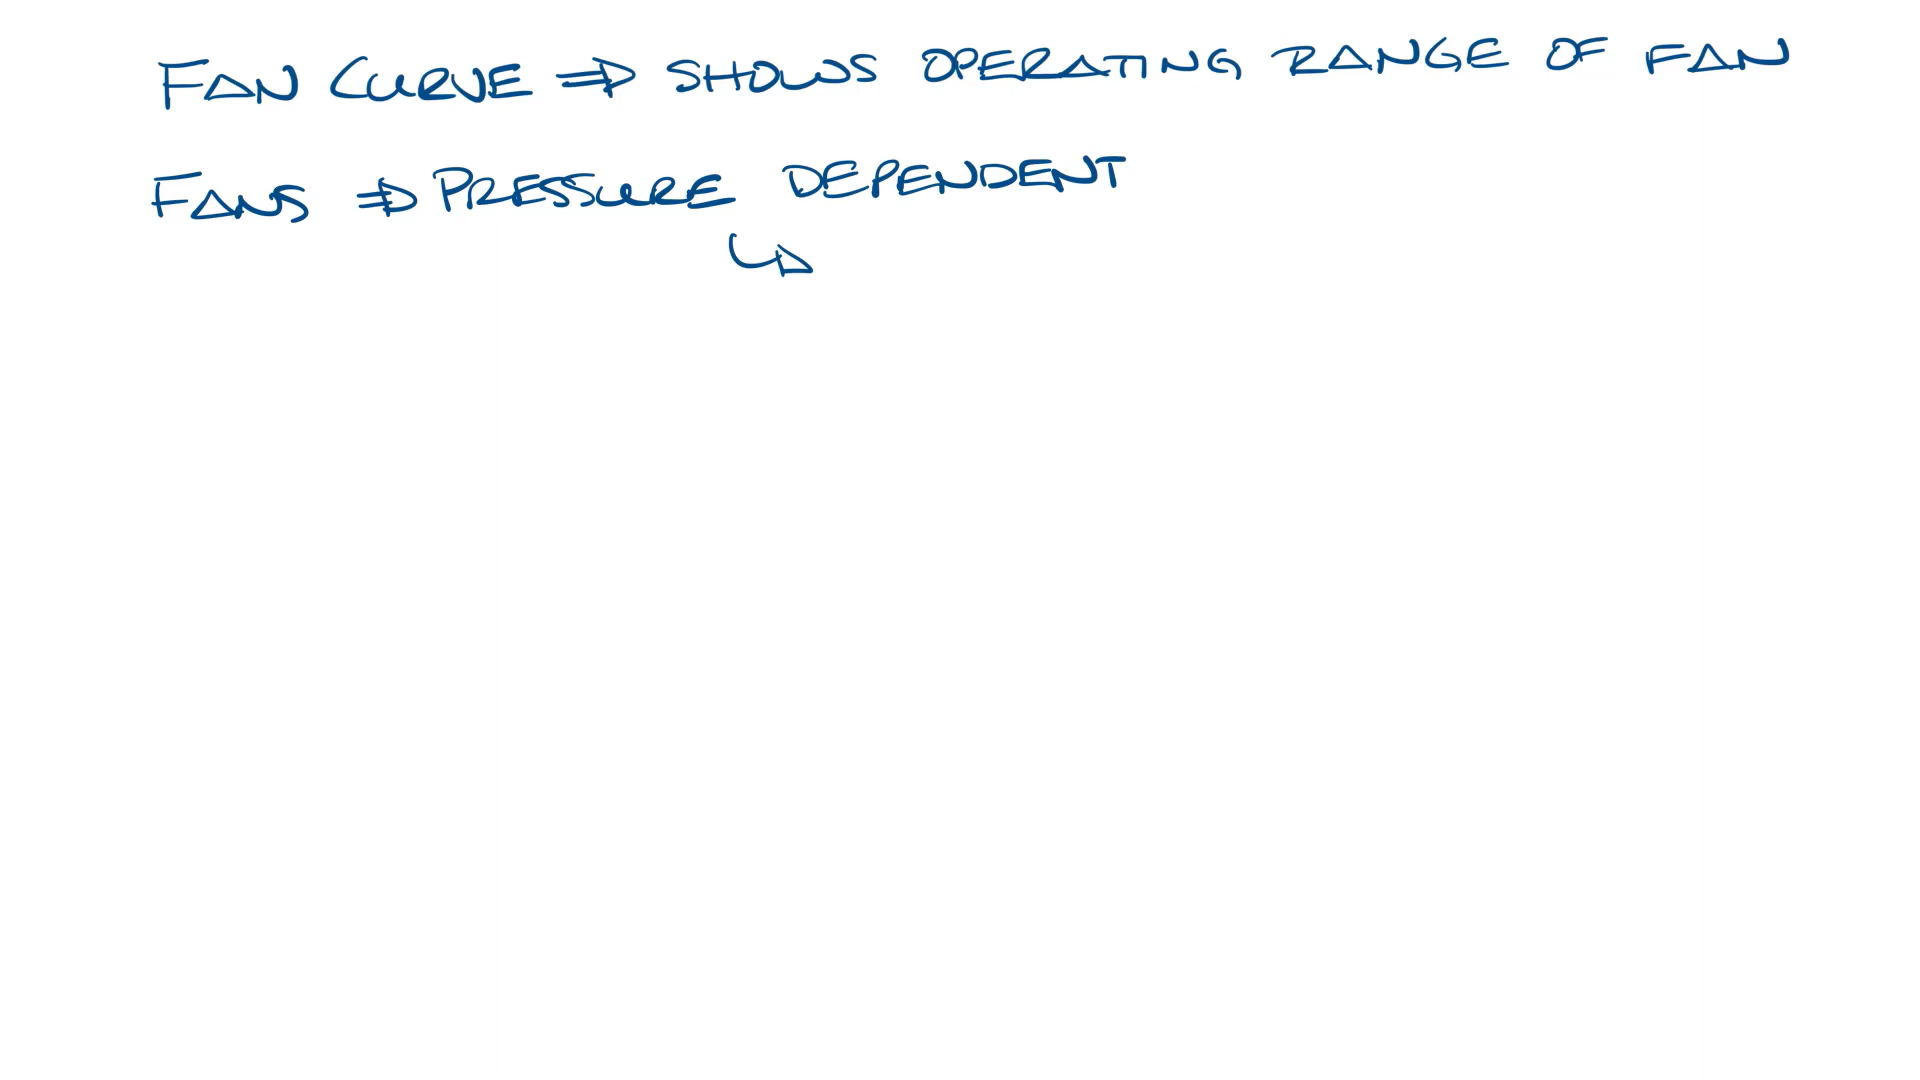 FAN CURVE ⇒ SHOWS OPERATING RANGE OF FAN
FANS ⇒ PRESSURE DEPENDENT
↳